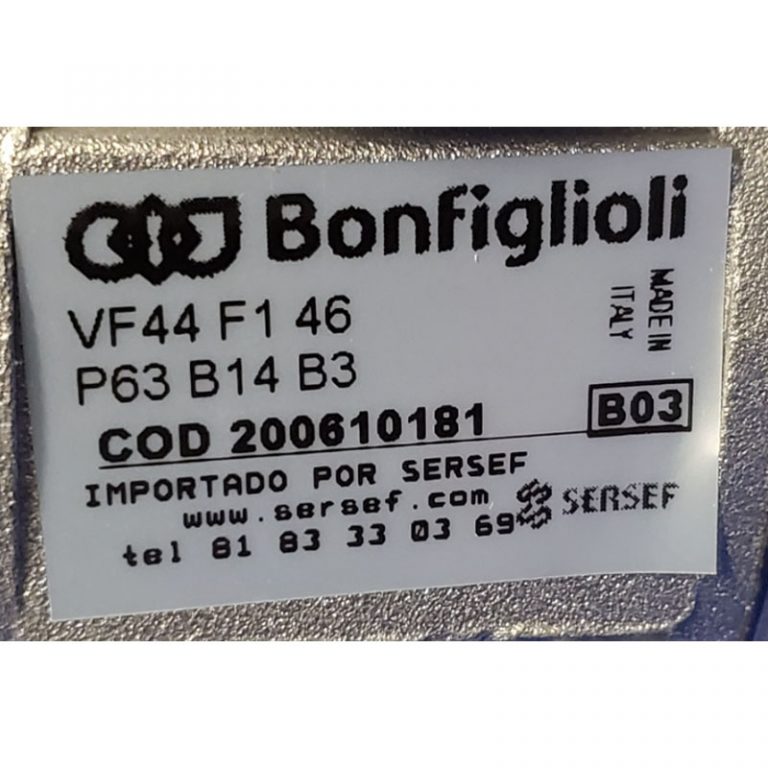 Bonfiglioli
MADE IN
ITALY
VF44 F1 46
P63 B14 B3
COD 200610181
B03
IMPORTADO POR SERSEF
www.sersef.com
SERSEF
tel 81 83 33 03 69